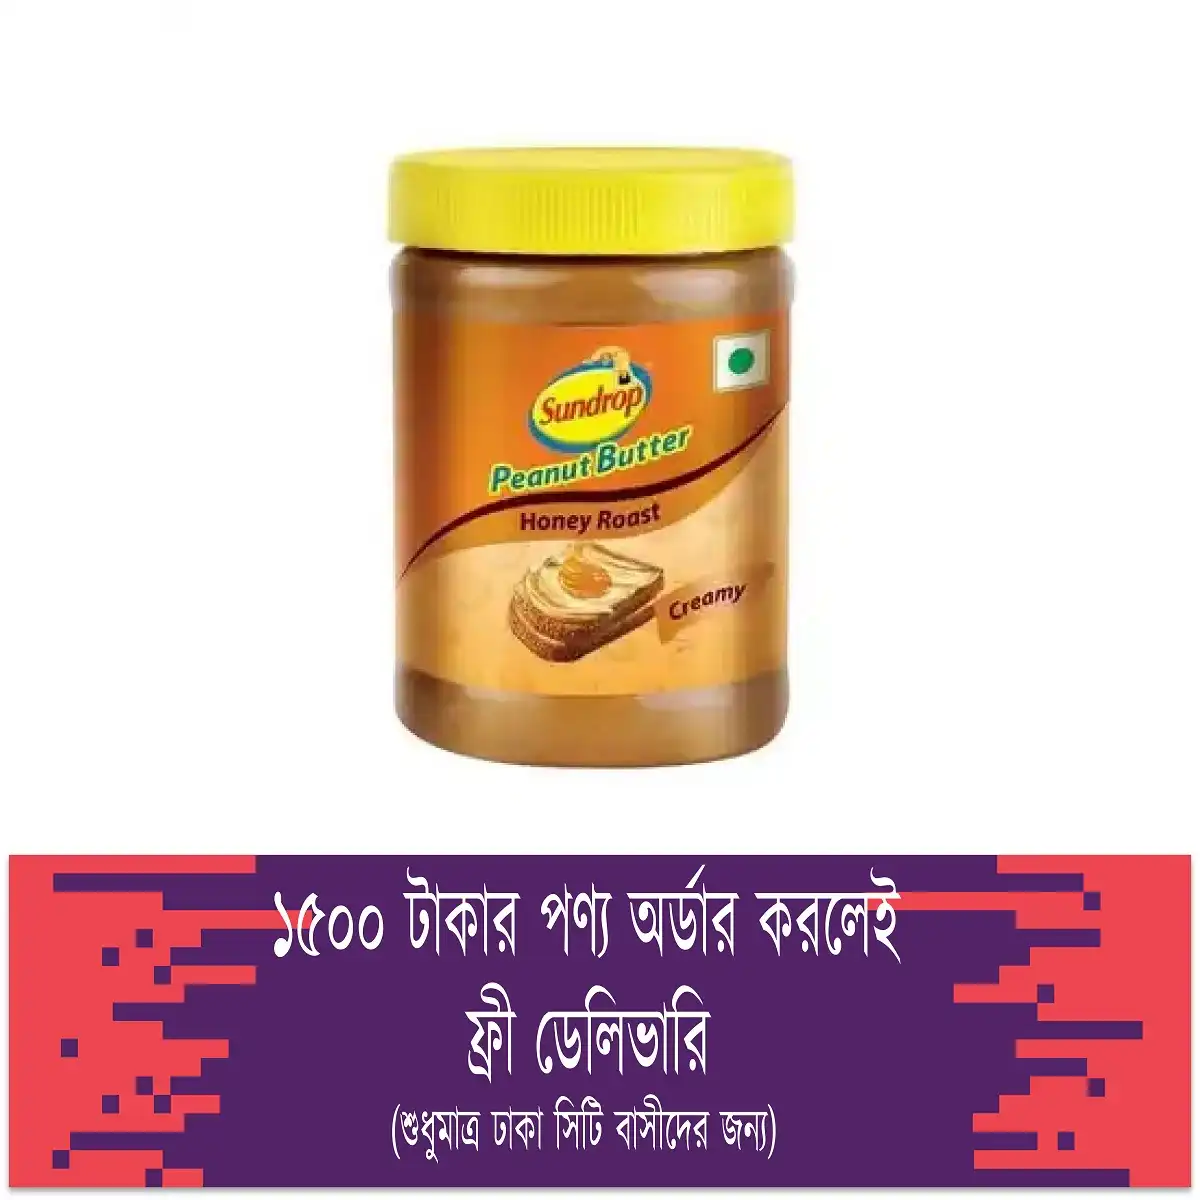 Sundrop
Peanut Butter
Honey Roast
Creamy
১৫০০ টাকার পণ্য অর্ডার করলেই
ফ্রী ডেলিভারি
(শুধুমাত্র ঢাকা সিটি বাসীদের জন্য)